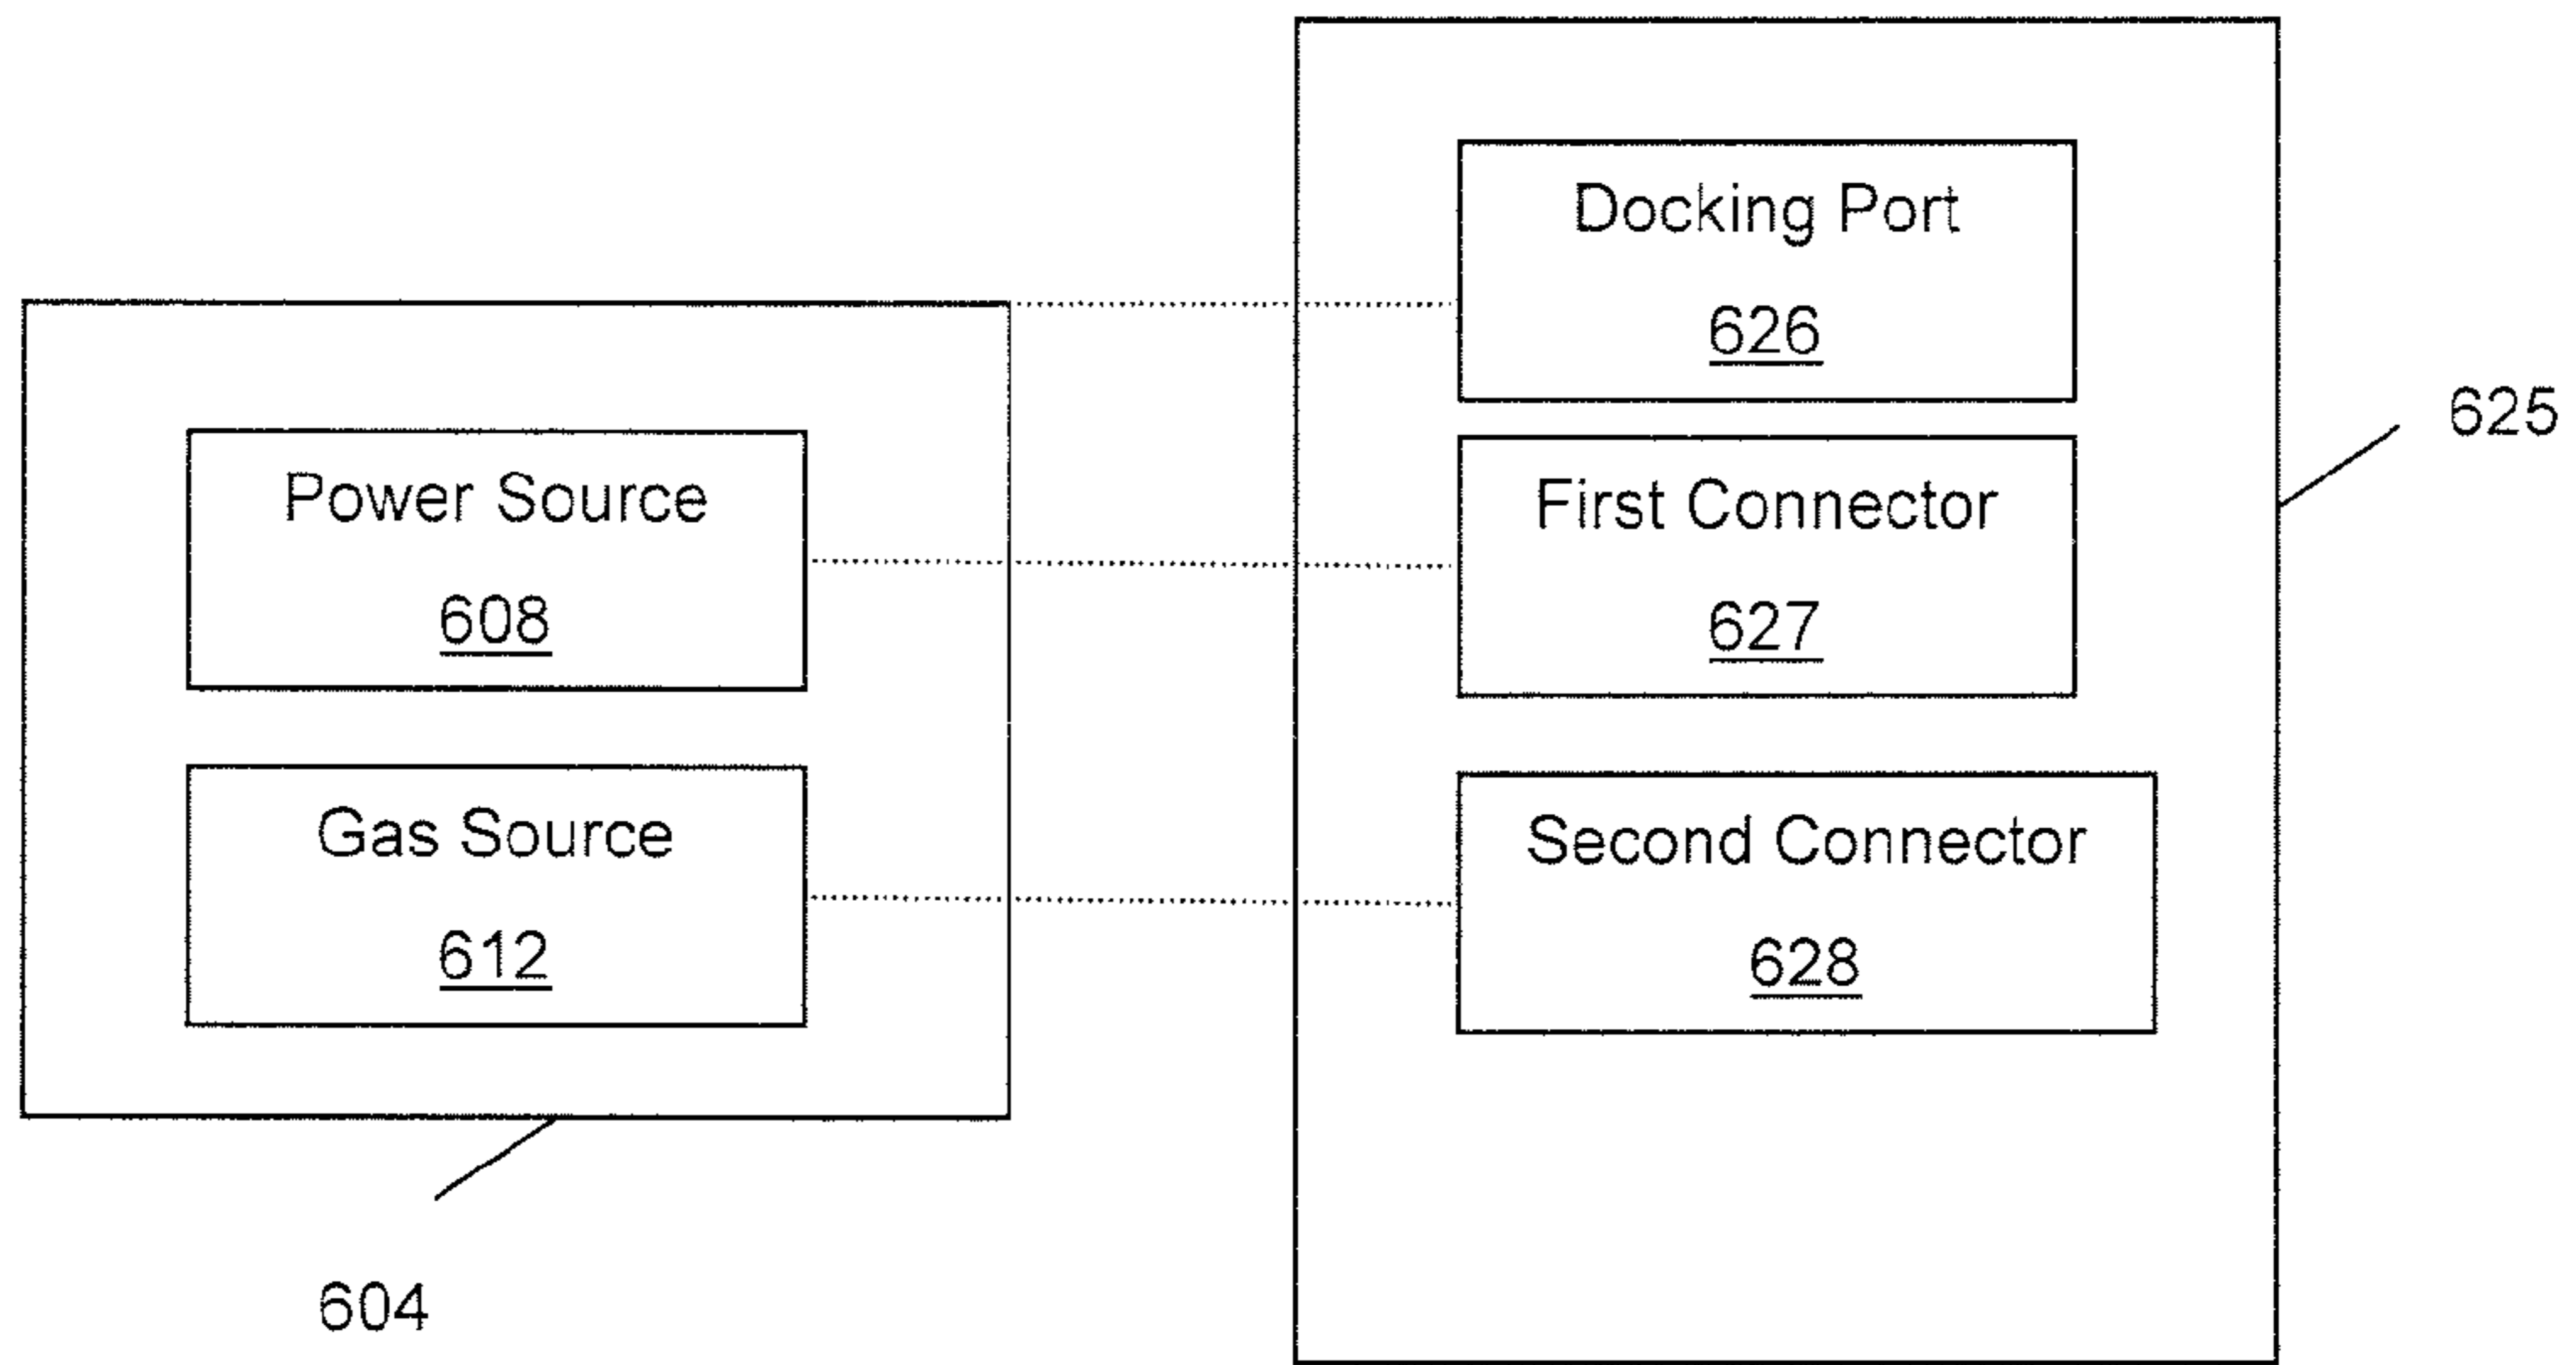 Docking Port
626
First Connector
627
Second Connector
628
625
Power Source
608
Gas Source
612
604